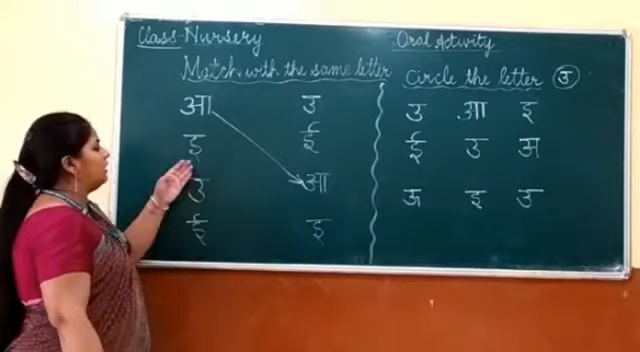 Class-Nursery
Oral Activity
Match with the same letter
Circle the letter उ
आ उ
इ ई
उ आ
ई इ
उ आ इ
ई उ अ
अ इ उ